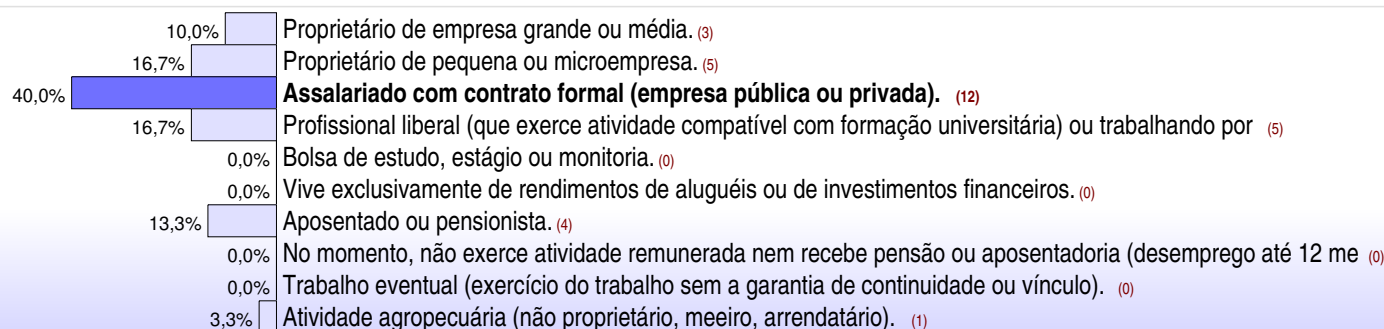 10,0% Proprietário de empresa grande ou média. (3)
16,7% Proprietário de pequena ou microempresa. (5)
40,0% Assalariado com contrato formal (empresa pública ou privada). (12)
16,7% Profissional liberal (que exerce atividade compatível com formação universitária) ou trabalhando por (5)
0,0% Bolsa de estudo, estágio ou monitoria. (0)
0,0% Vive exclusivamente de rendimentos de aluguéis ou de investimentos financeiros. (0)
13,3% Aposentado ou pensionista. (4)
0,0% No momento, não exerce atividade remunerada nem recebe pensão ou aposentadoria (desemprego até 12 me (0)
0,0% Trabalho eventual (exercício do trabalho sem a garantia de continuidade ou vínculo). (0)
3,3% Atividade agropecuária (não proprietário, meeiro, arrendatário). (1)